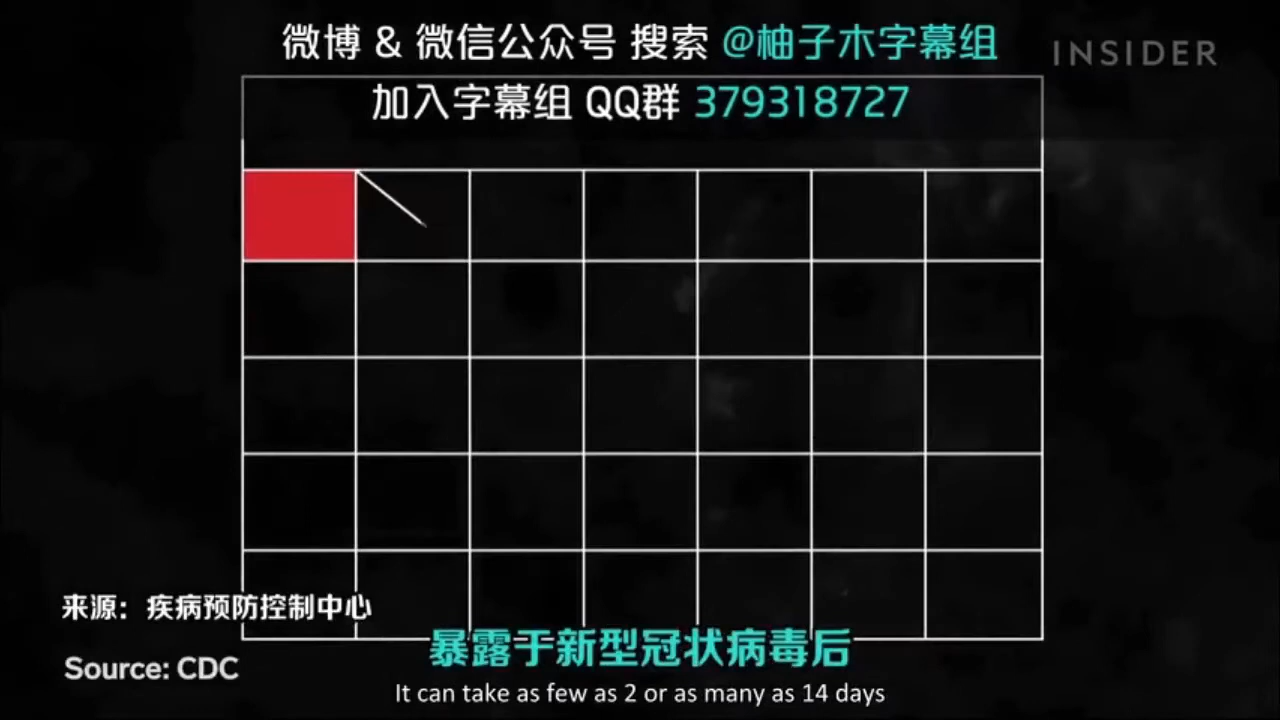 微博 & 微信公众号 搜索 @柚子木字幕组
INSIDER
加入字幕组 QQ群 379318727
来源：疾病预防控制中心
暴露于新型冠状病毒后
Source: CDC
It can take as few as 2 or as many as 14 days